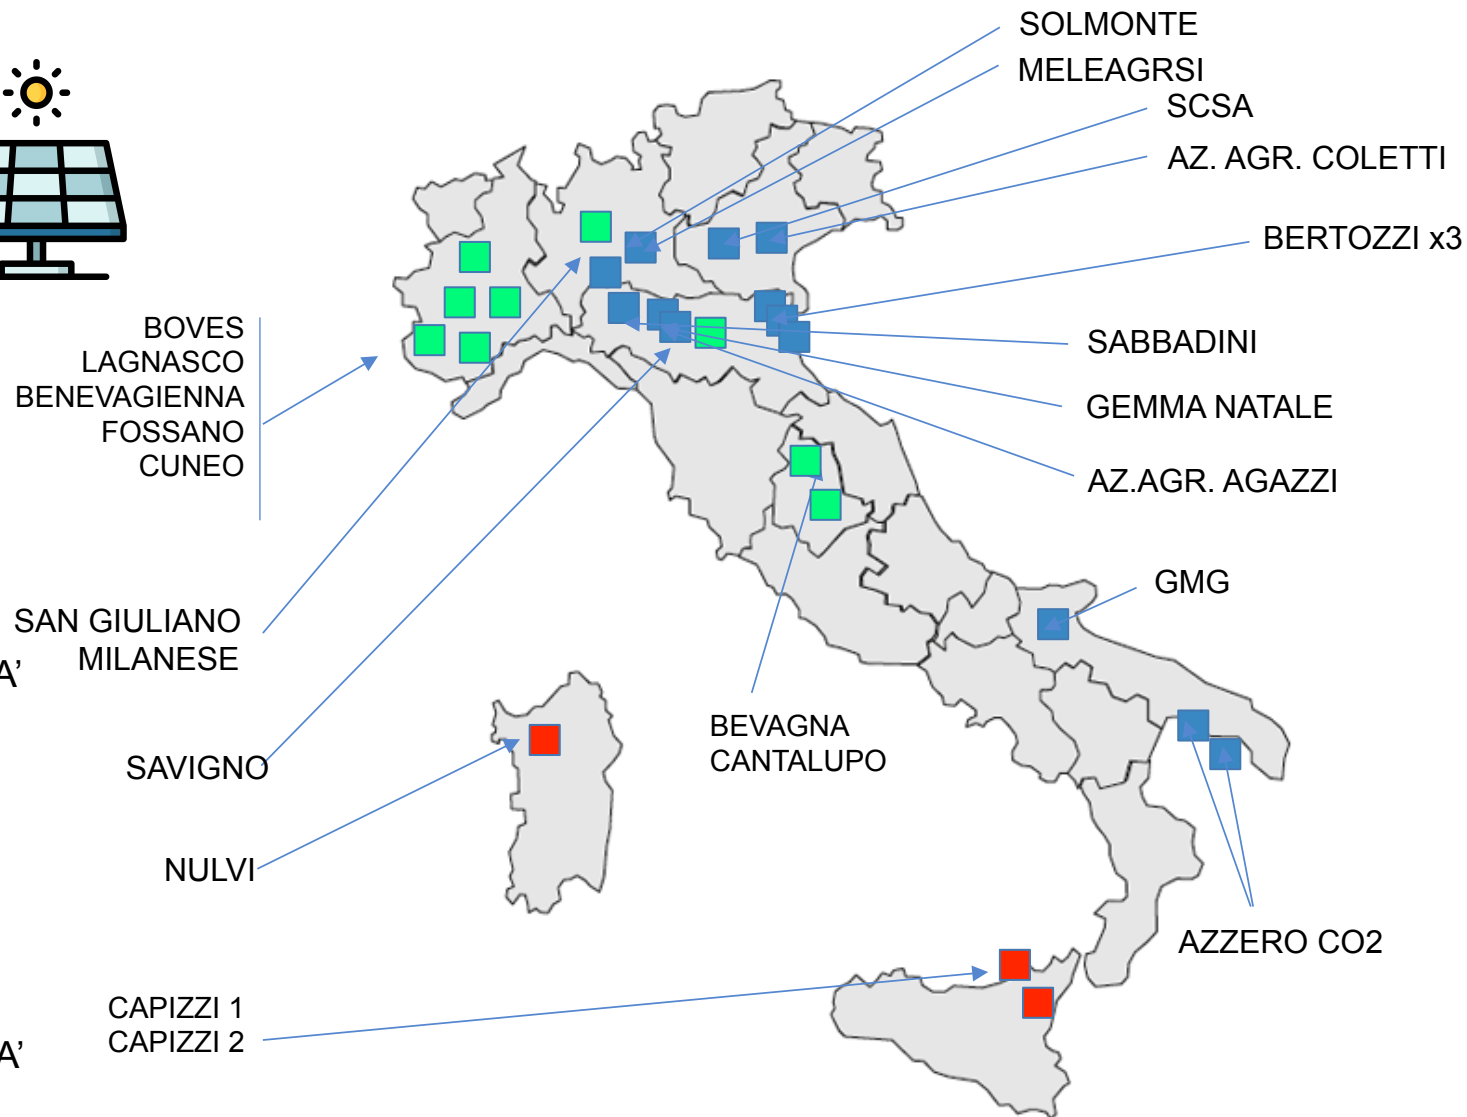 SOLMONTE
MELEAGRSI
SCSA
AZ. AGR. COLETTI
BERTOZZI x3
BOVES
LAGNASCO
BENEVAGIENNA
FOSSANO
CUNEO
SABBADINI
GEMMA NATALE
AZ.AGR. AGAZZI
GMG
SAN GIULIANO
MILANESE
A’
BEVAGNA
CANTALUPO
SAVIGNO
NULVI
AZZERO CO2
CAPIZZI 1
CAPIZZI 2
A’